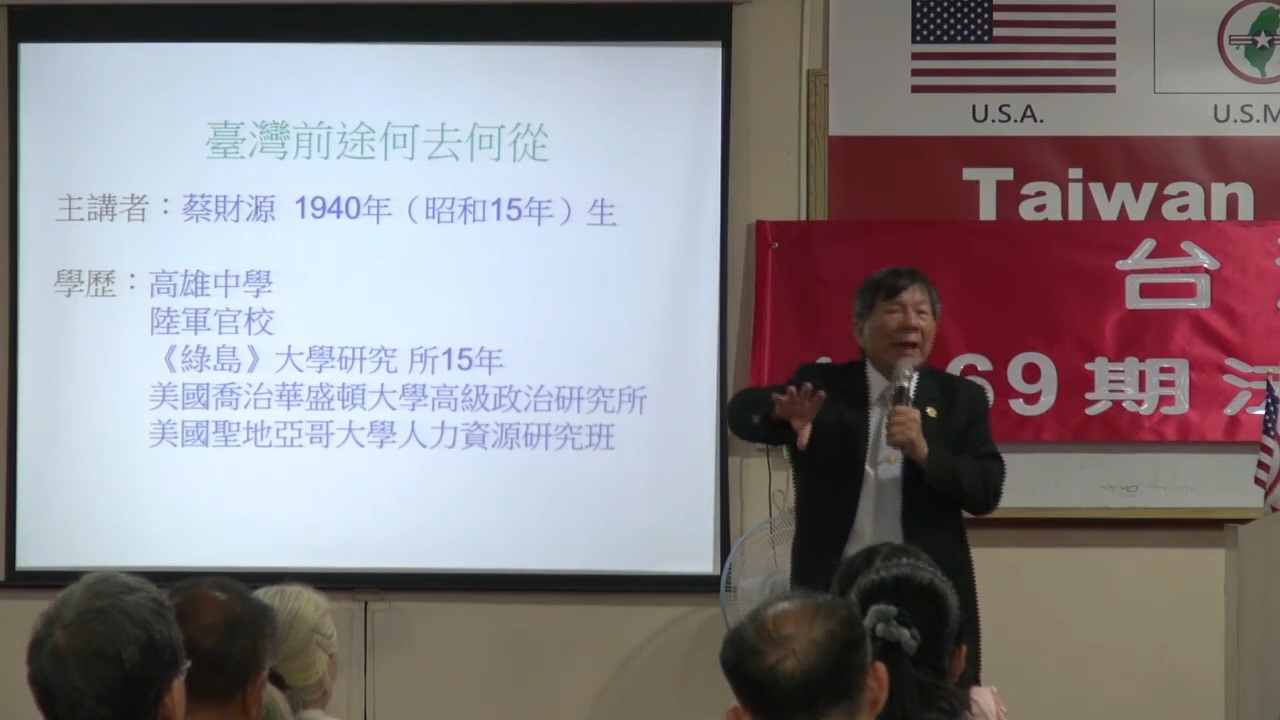 臺灣前途何去何從
主講者：蔡財源 1940年（昭和15年）生
學歷：高雄中學
陸軍官校
《綠島》大學研究 所15年
美國喬治華盛頓大學高級政治研究所
美國聖地亞哥大學人力資源研究班
U.S.A.
U.S.M
Taiwan
台
69期